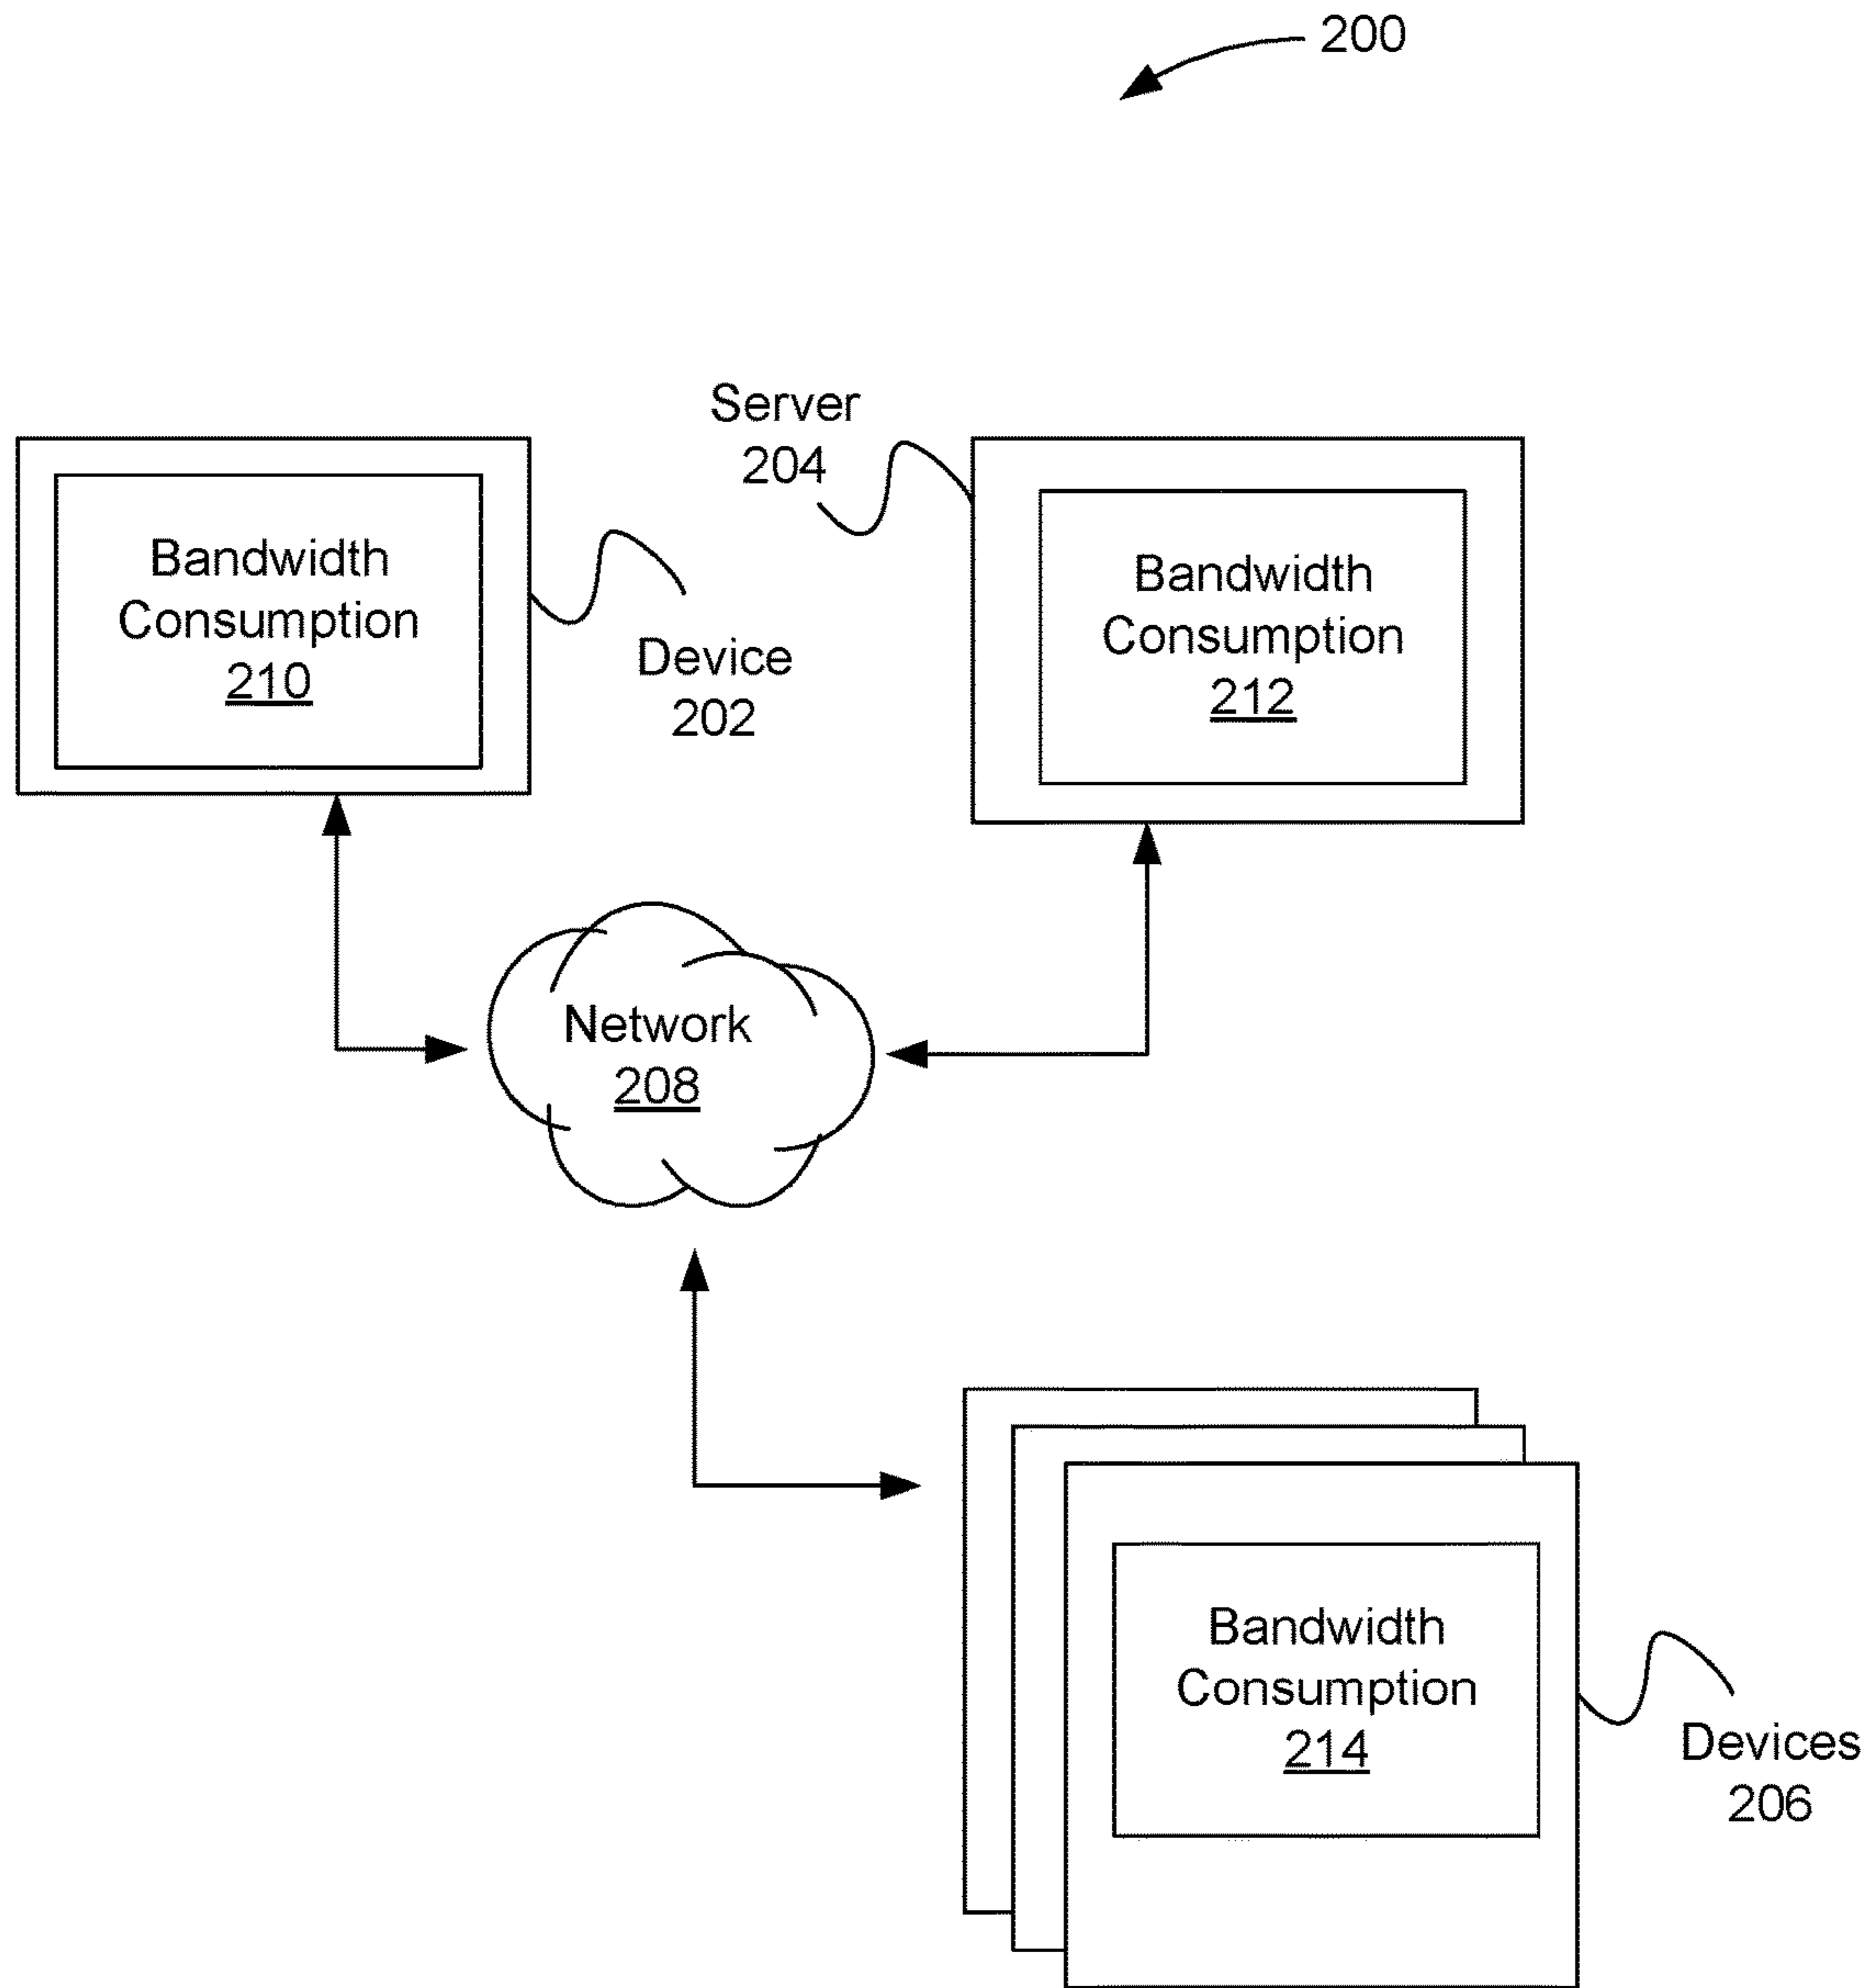 200
Server
204
Bandwidth
Consumption
210
Device
202
Bandwidth
Consumption
212
Network
208
Bandwidth
Consumption
214
Devices
206